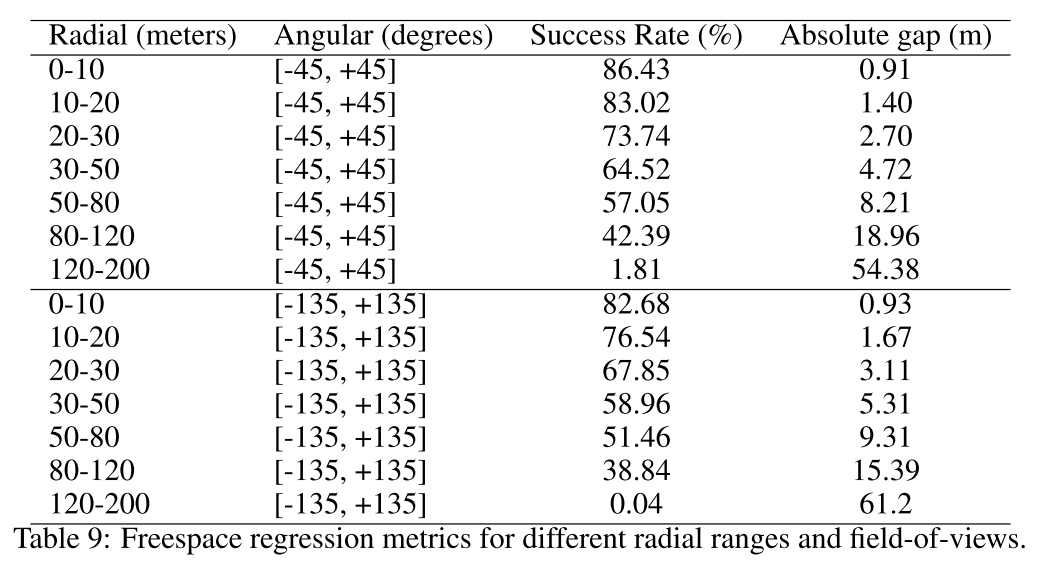 Radial (meters) Angular (degrees) Success Rate (%) Absolute gap (m)
0-10 [-45, +45] 86.43 0.91
10-20 [-45, +45] 83.02 1.40
20-30 [-45, +45] 73.74 2.70
30-50 [-45, +45] 64.52 4.72
50-80 [-45, +45] 57.05 8.21
80-120 [-45, +45] 42.39 18.96
120-200 [-45, +45] 1.81 54.38
0-10 [-135, +135] 82.68 0.93
10-20 [-135, +135] 76.54 1.67
20-30 [-135, +135] 67.85 3.11
30-50 [-135, +135] 58.96 5.31
50-80 [-135, +135] 51.46 9.31
80-120 [-135, +135] 38.84 15.39
120-200 [-135, +135] 0.04 61.2
Table 9: Freespace regression metrics for different radial ranges and field-of-views.